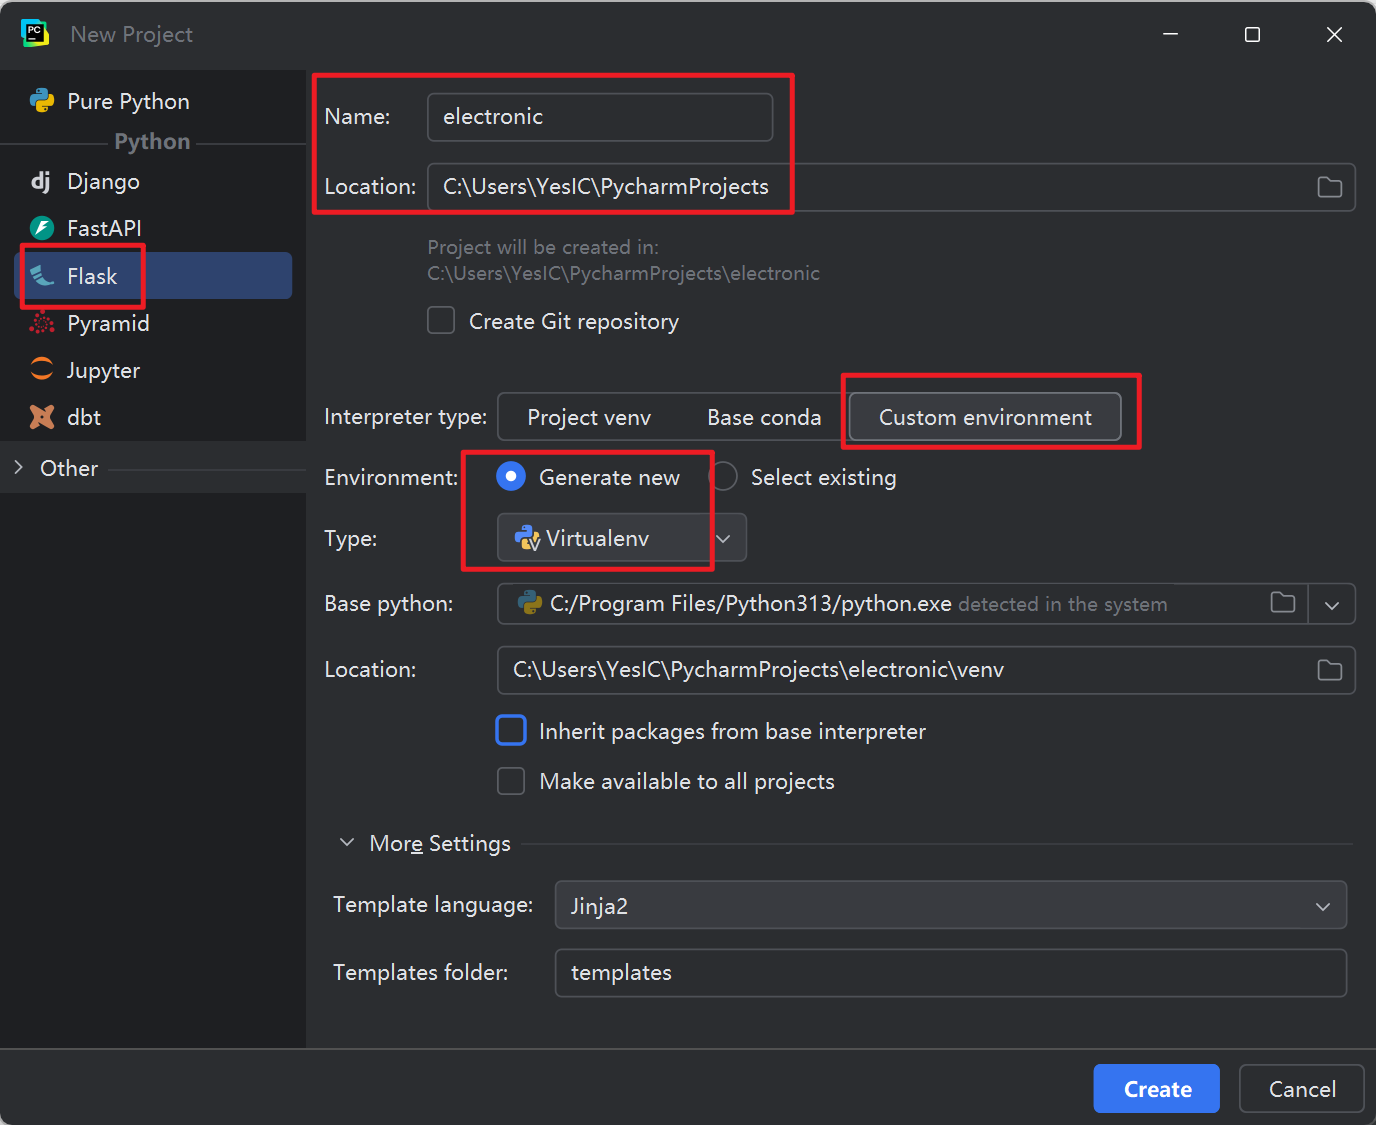 PC
New Project
Pure Python
Python
dj Django
FastAPI
Flask
Pyramid
Jupyter
dbt
Other
Name: electronic
Location: C:\Users\YesIC\PycharmProjects
Project will be created in:
C:\Users\YesIC\PycharmProjects\electronic
Create Git repository
Interpreter type: Project venv Base conda Custom environment
Environment: Generate new Select existing
Type: Virtualenv
Base python: C:/Program Files/Python313/python.exe detected in the system
Location: C:\Users\YesIC\PycharmProjects\electronic\venv
Inherit packages from base interpreter
Make available to all projects
More Settings
Template language: Jinja2
Templates folder: templates
Create Cancel